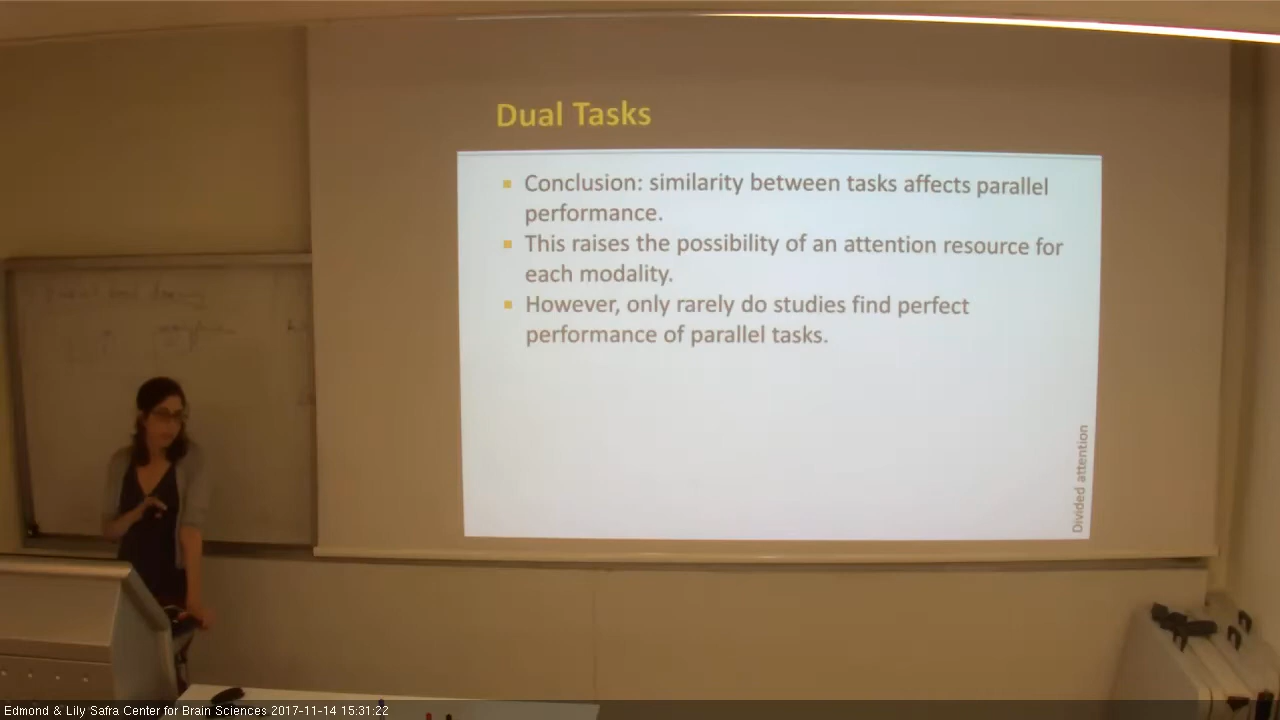 Dual Tasks
Conclusion: similarity between tasks affects parallel
performance.
This raises the possibility of an attention resource for
each modality.
However, only rarely do studies find perfect
performance of parallel tasks.
Divided attention
Edmond & Lily Safra Center for Brain Sciences 2017-11-14 15:31:22